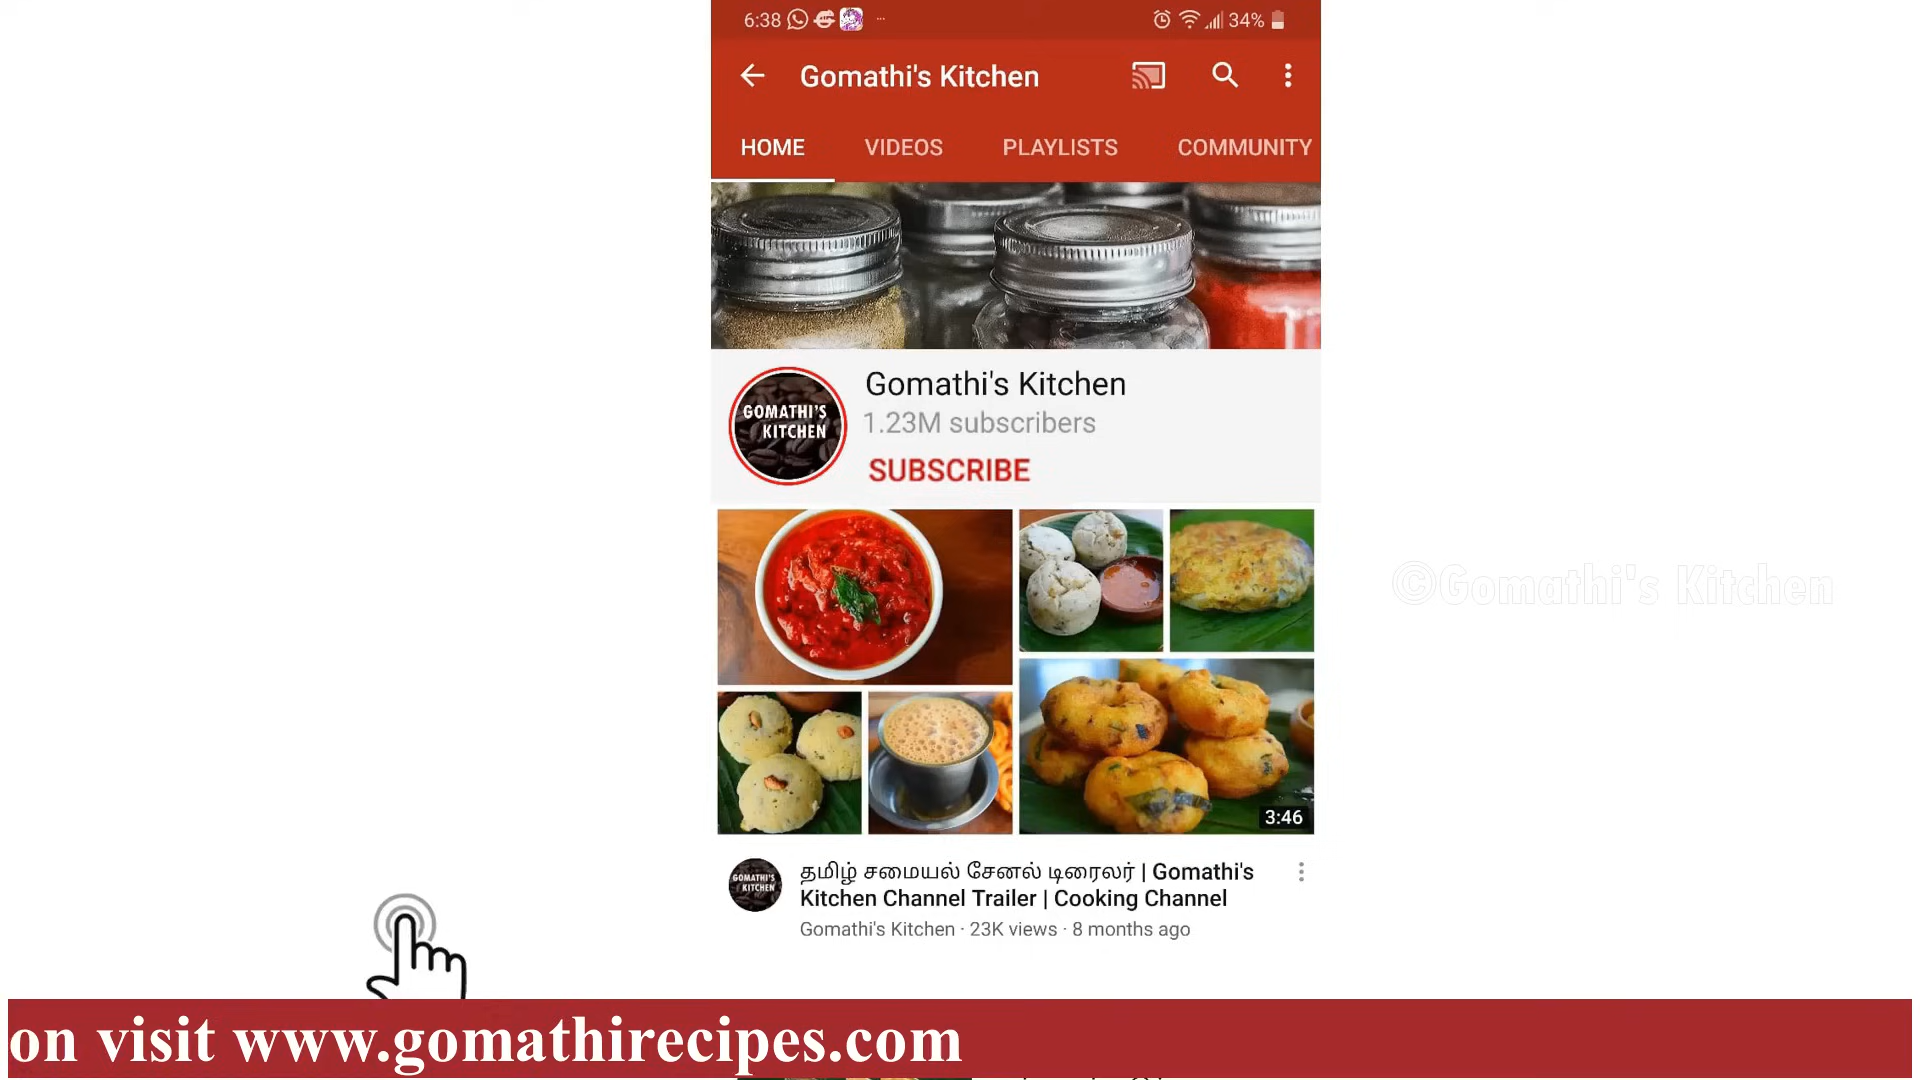 6:38
34%
Gomathi's Kitchen
HOME VIDEOS PLAYLISTS COMMUNITY
GOMATHI'S
KITCHEN
Gomathi's Kitchen
1.23M subscribers
SUBSCRIBE
©Gomathi's Kitchen
3:46
GOMATHI'S
KITCHEN
தமிழ் சமையல் சேனல் டிரைலர் | Gomathi's
Kitchen Channel Trailer | Cooking Channel
Gomathi's Kitchen · 23K views · 8 months ago
on visit www.gomathirecipes.com